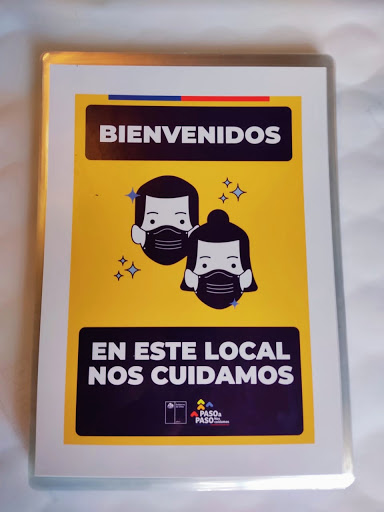 BIENVENIDOS
EN ESTE LOCAL
NOS CUIDAMOS
PASO A
PASO